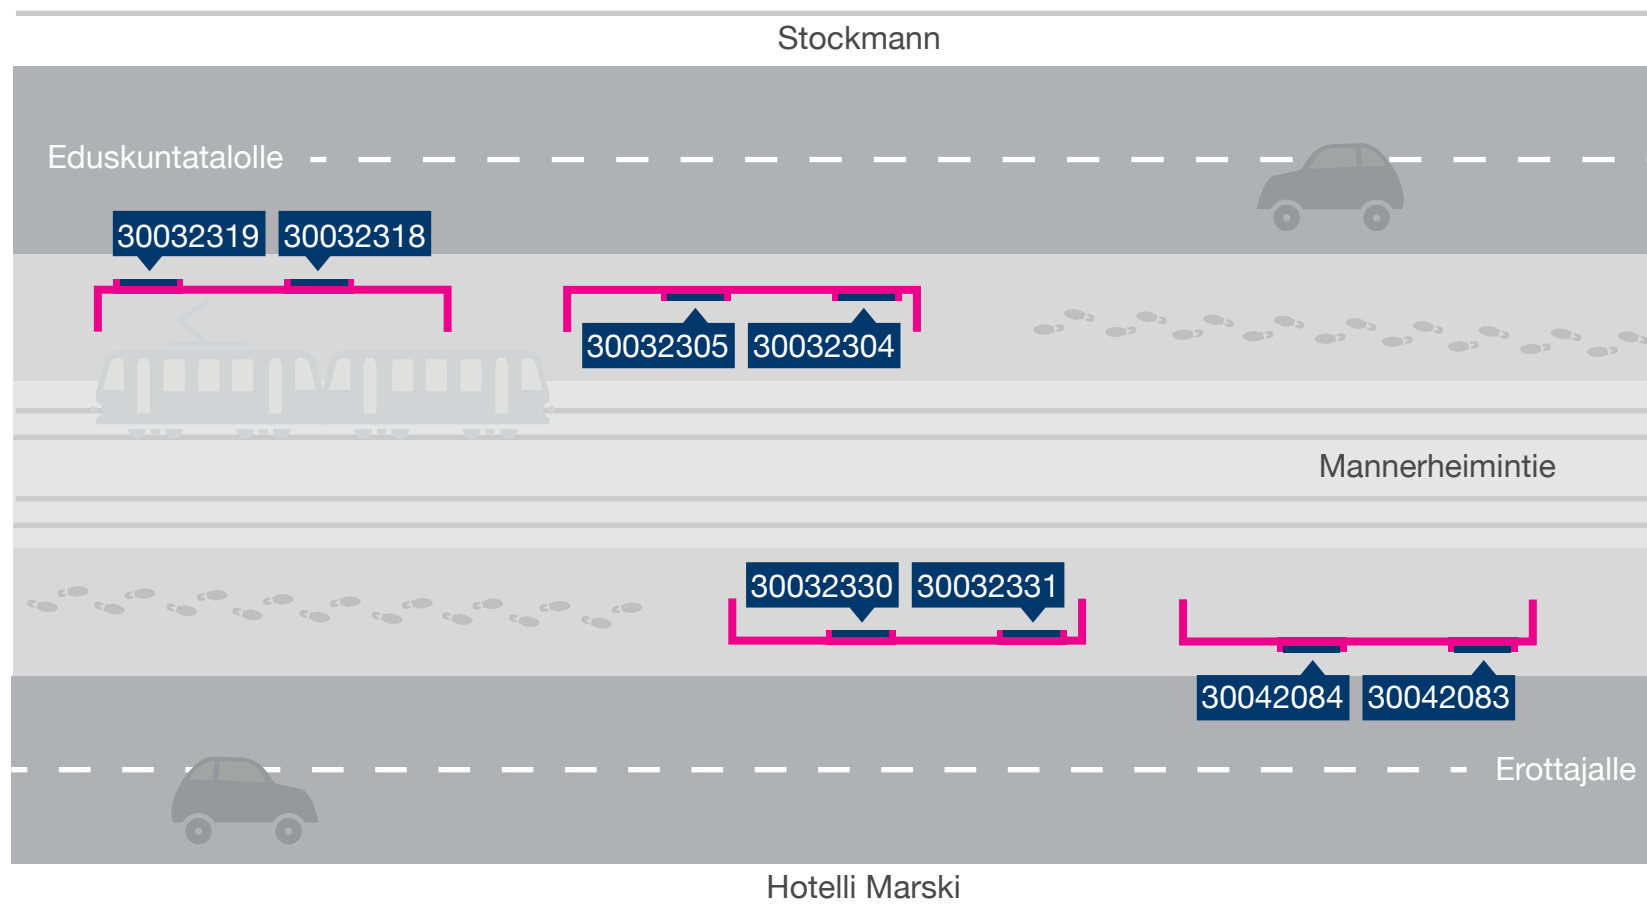 Stockmann
Eduskuntatalolle
30032319 30032318
30032305 30032304
Mannerheimintie
30032330 30032331
30042084 30042083
Erottajalle
Hotelli Marski